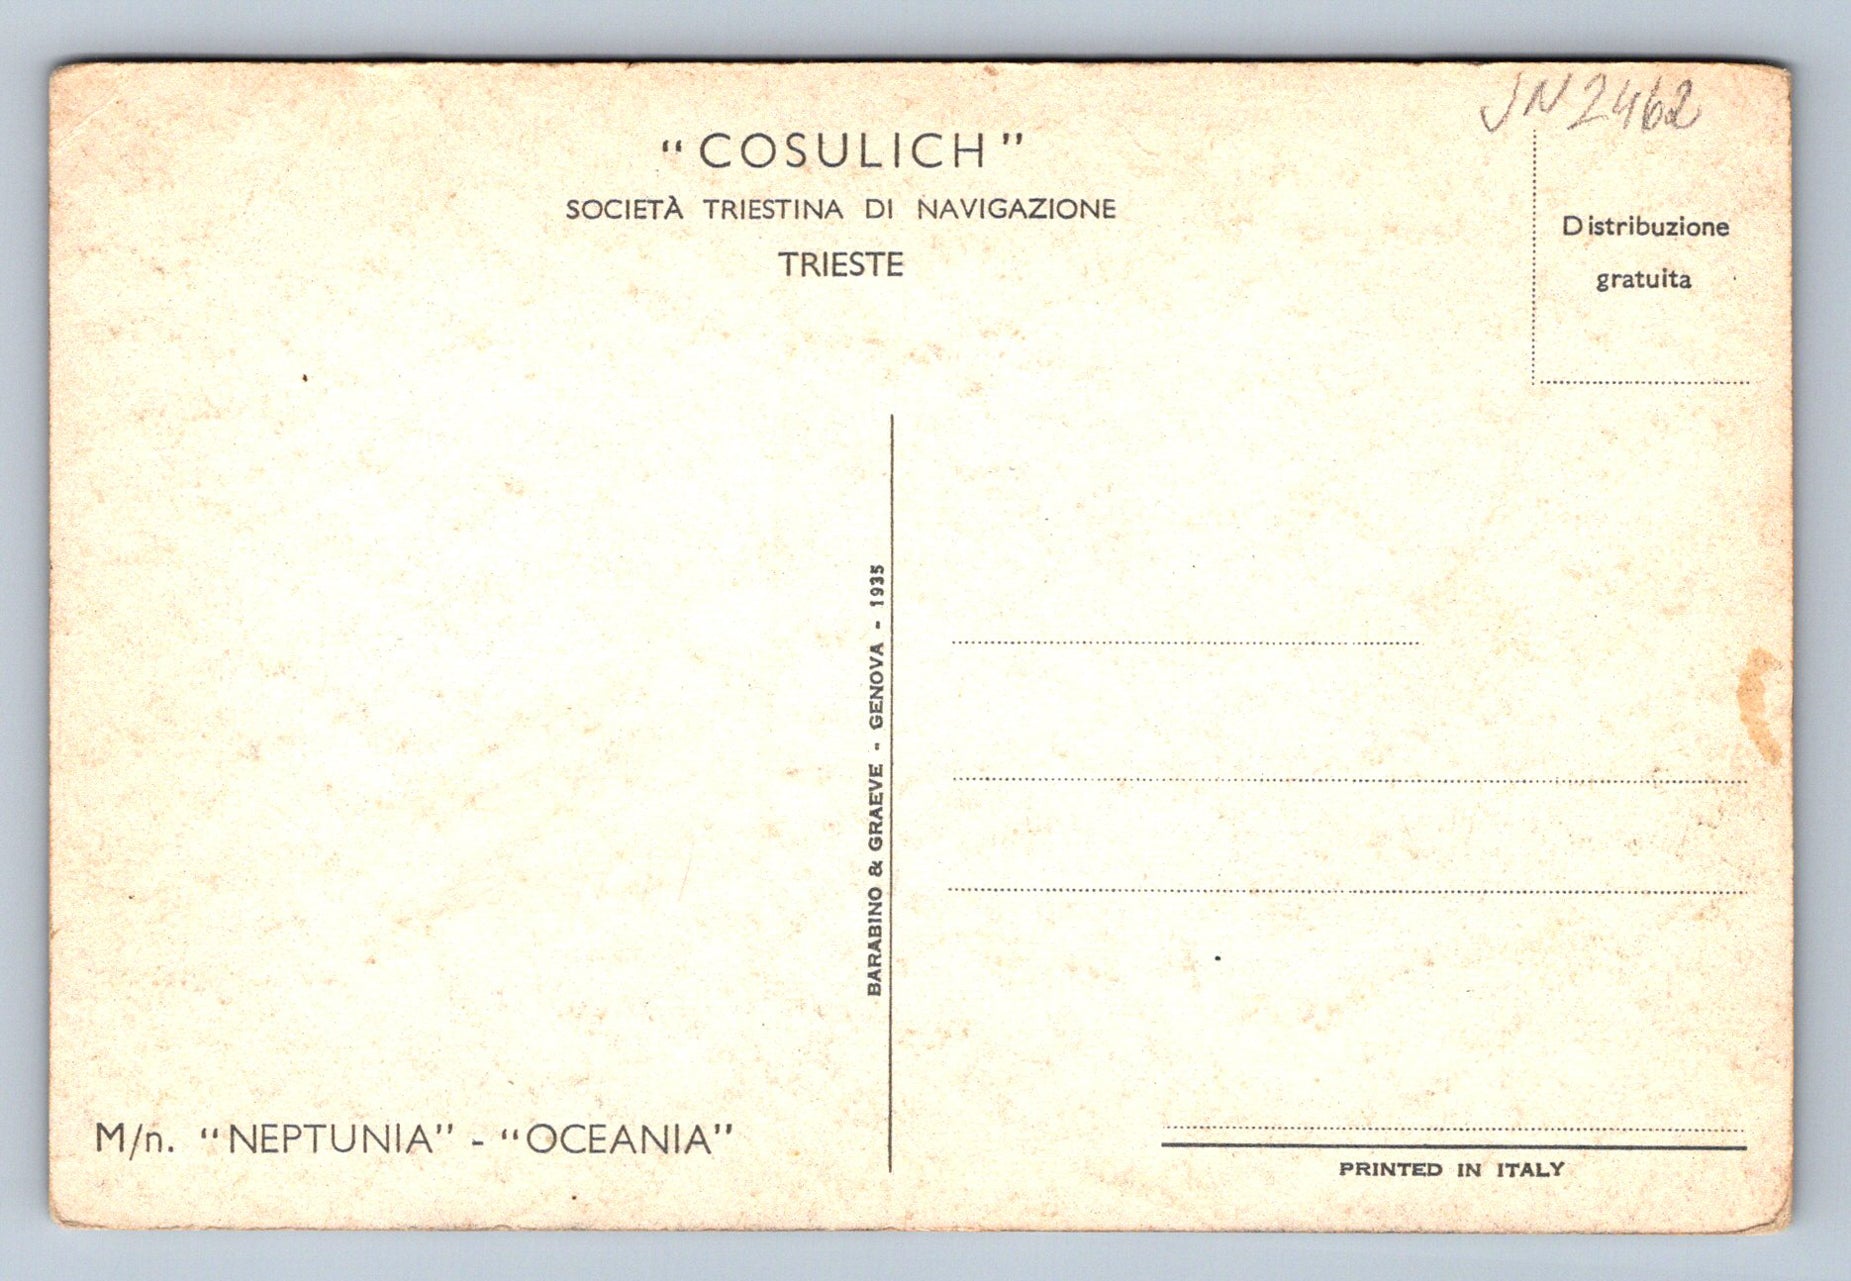 JN2462
“COSULICH”
SOCIETÀ TRIESTINA DI NAVIGAZIONE
TRIESTE
Distribuzione
gratuita
BARABINO & GRAEVE - GENOVA - 1935
M/n. “NEPTUNIA” - “OCEANIA”
PRINTED IN ITALY